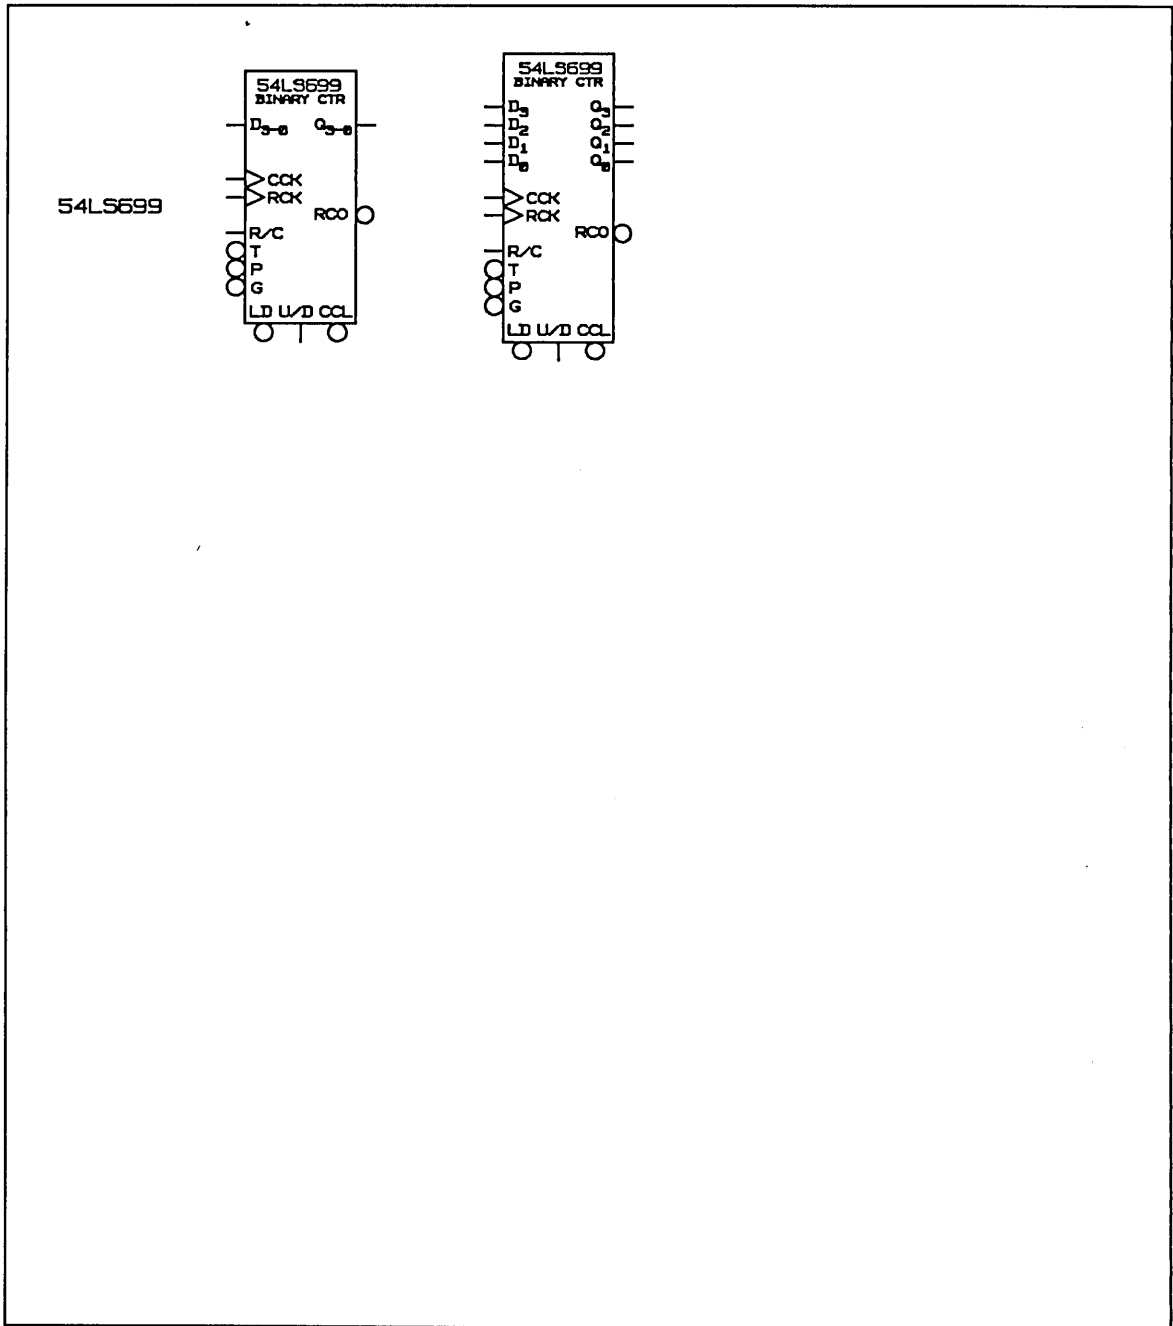 54LS699
54LS699
BINARY CTR
D3-0 Q3-0
CCK
RCK
RCO
R/C
T
P
G
LD U/D CCL
54LS699
BINARY CTR
D3 Q3
D2 Q2
D1 Q1
D0 Q0
CCK
RCK
RCO
R/C
T
P
G
LD U/D CCL